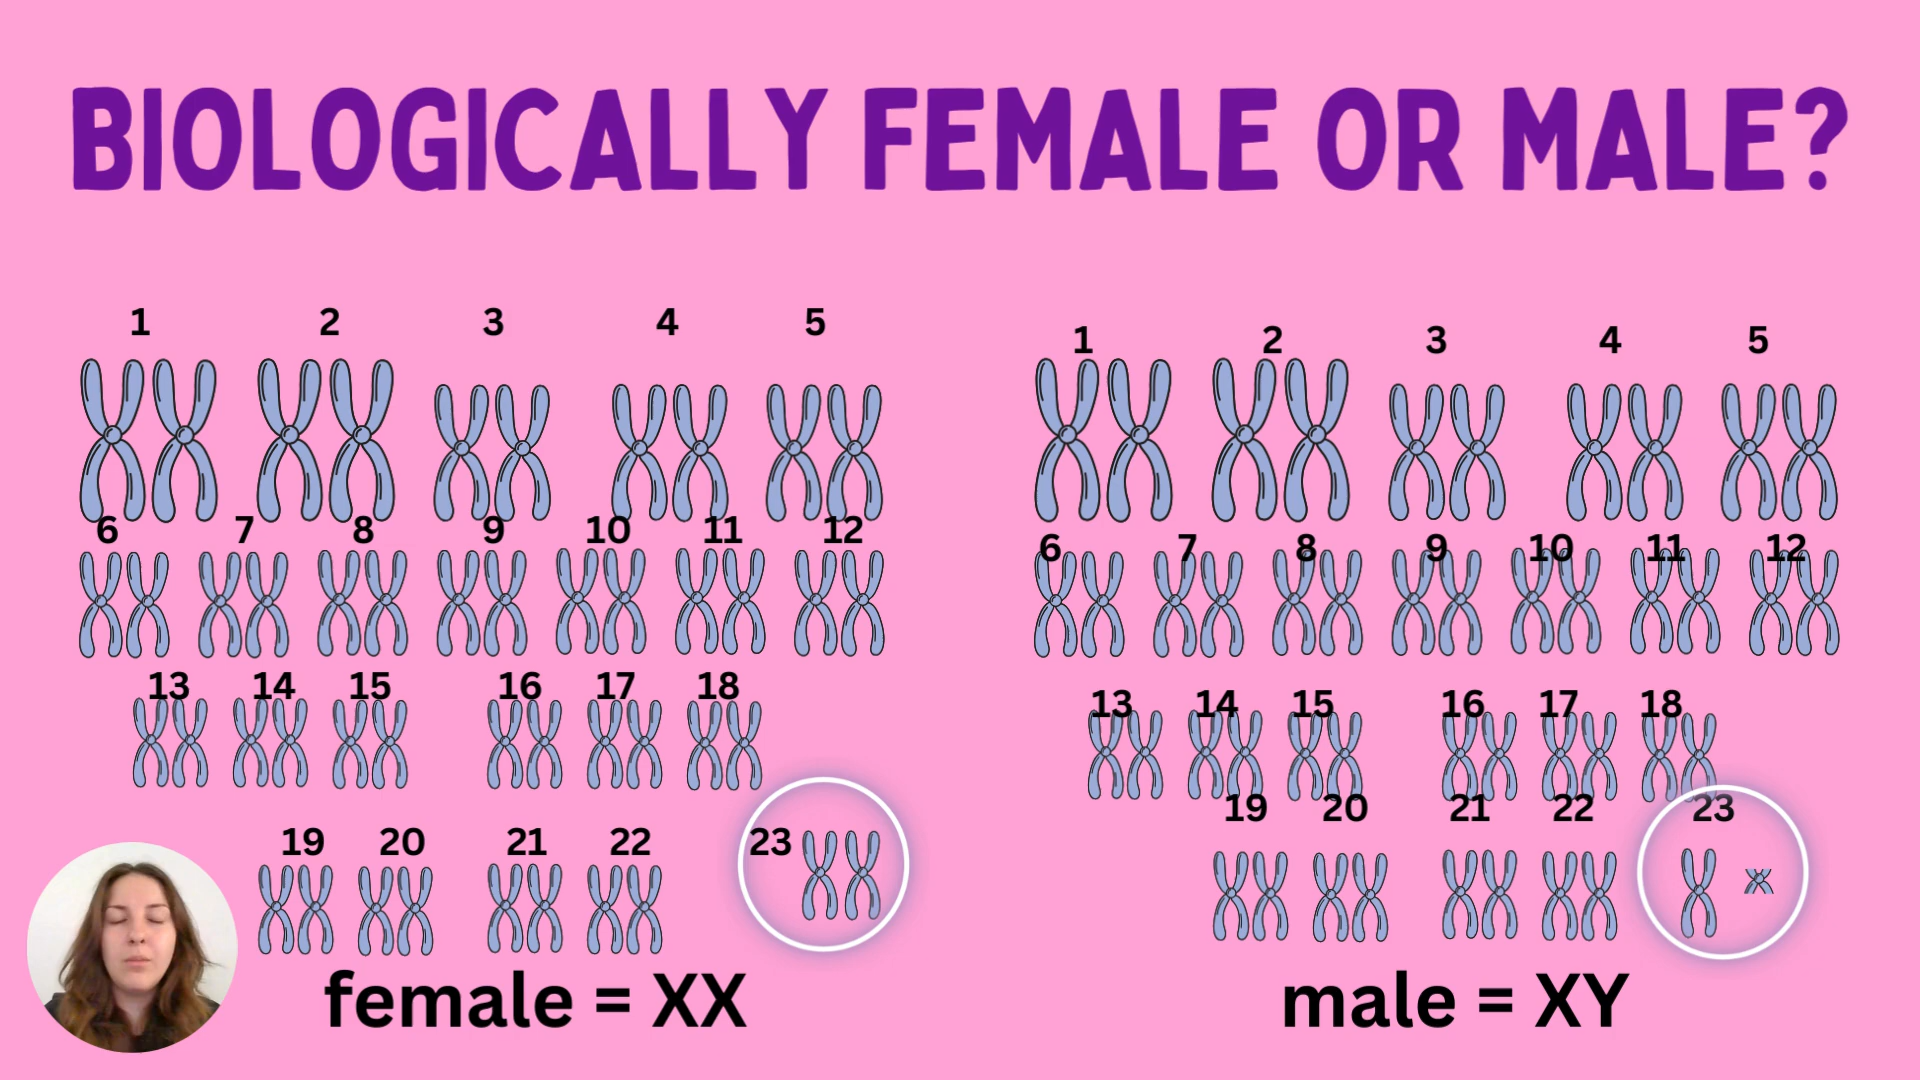 BIOLOGICALLY FEMALE OR MALE?
1 2 3 4 5
6 7 8 9 10 11 12
13 14 15 16 17 18
19 20 21 22 23
female = XX
1 2 3 4 5
6 7 8 9 10 11 12
13 14 15 16 17 18
19 20 21 22 23
male = XY